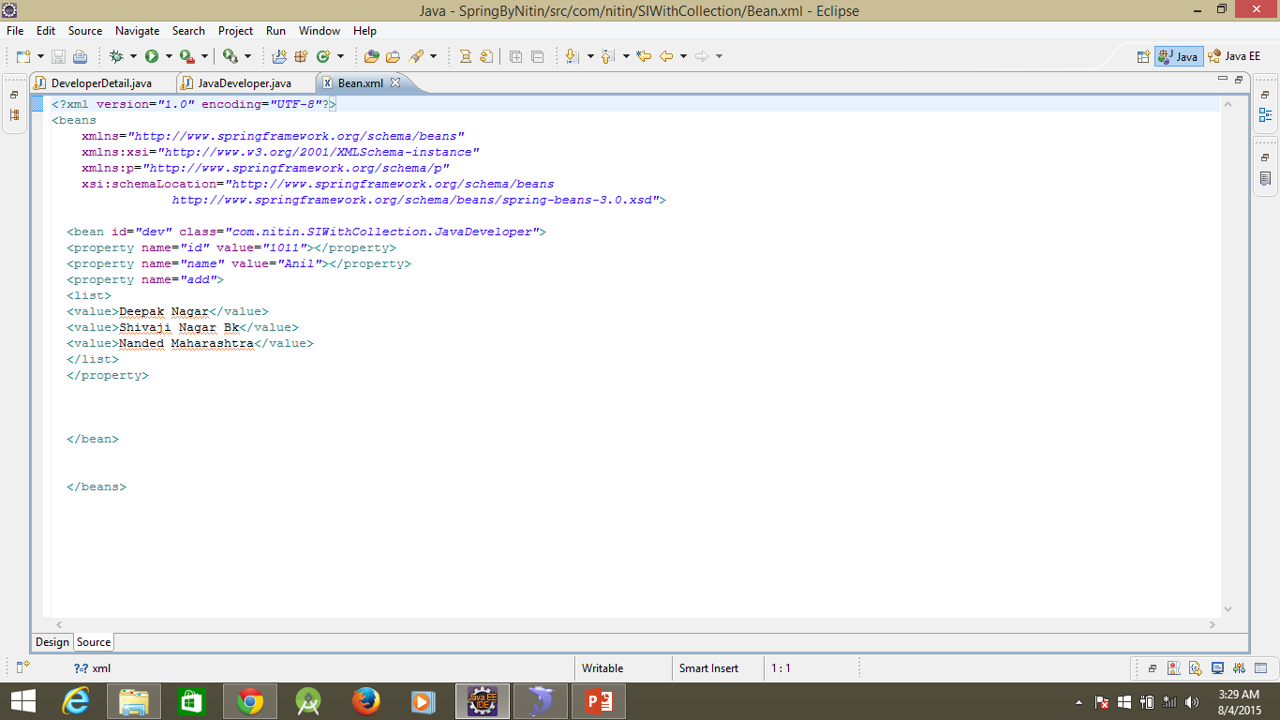 Java - SpringByNitin/src/com/nitin/SIWithCollection/Bean.xml - Eclipse
File Edit Source Navigate Search Project Run Window Help
Java Java EE
DeveloperDetail.java JavaDeveloper.java Bean.xml
<?xml version="1.0" encoding="UTF-8"?>
<beans
xmlns="http://www.springframework.org/schema/beans"
xmlns:xsi="http://www.w3.org/2001/XMLSchema-instance"
xmlns:p="http://www.springframework.org/schema/p"
xsi:schemaLocation="http://www.springframework.org/schema/beans
http://www.springframework.org/schema/beans/spring-beans-3.0.xsd">
<bean id="dev" class="com.nitin.SIWithCollection.JavaDeveloper">
<property name="id" value="1011"></property>
<property name="name" value="Anil"></property>
<property name="add">
<list>
<value>Deepak Nagar</value>
<value>Shivaji Nagar Bk</value>
<value>Nanded Maharashtra</value>
</list>
</property>
</bean>
</beans>
Design Source
?-? xml Writable Smart Insert 1 : 1
Java EE
IDE
3:29 AM
8/4/2015